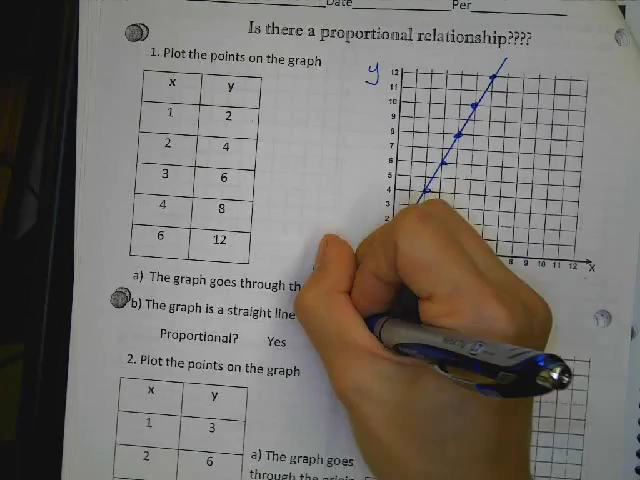 Date Per
Is there a proportional relationship????
1. Plot the points on the graph
x y
1 2
2 4
3 6
4 8
6 12
y
12
11
10
9
8
7
6
5
4
3
2
8 9 10 11 12 x
a) The graph goes through th
b) The graph is a straight line
Proportional? Yes
2. Plot the points on the graph
x y
1 3
2 6
a) The graph goes
through the origin